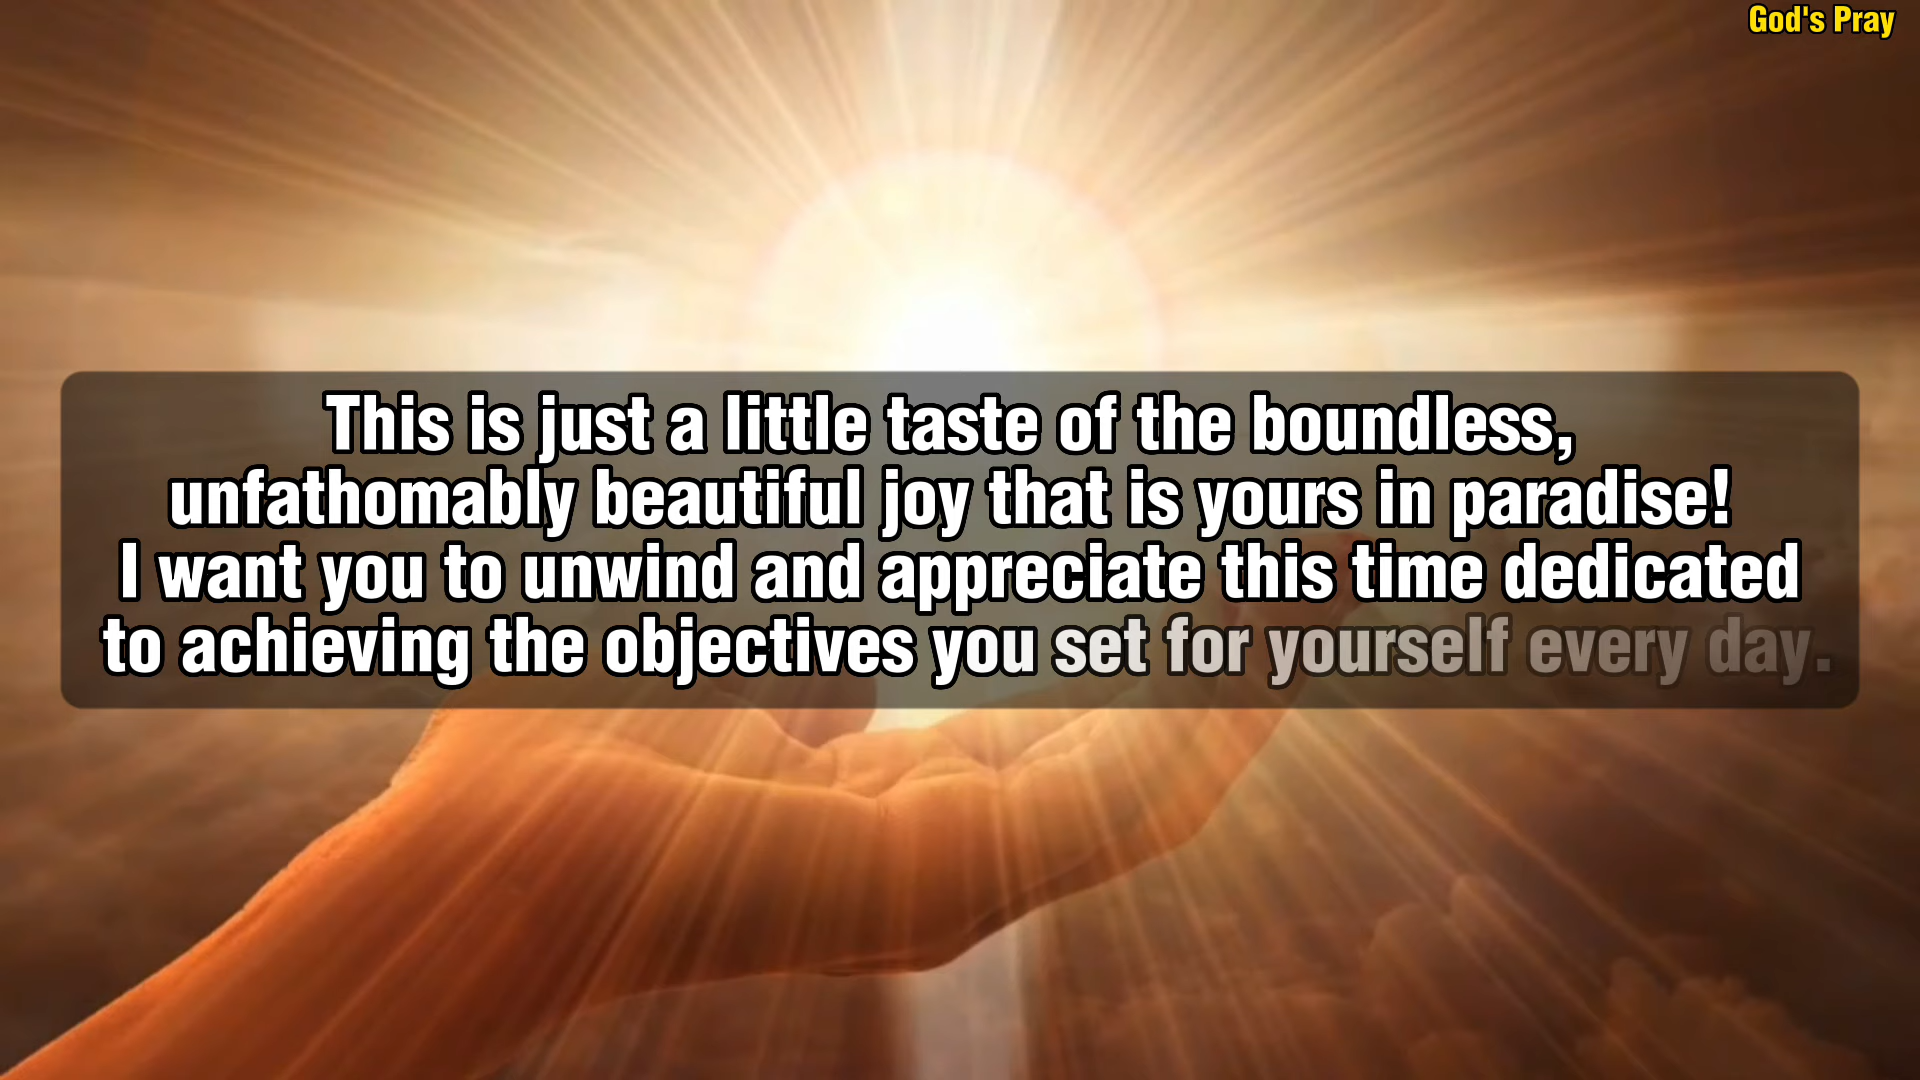 God's Pray
This is just a little taste of the boundless,
unfathomably beautiful joy that is yours in paradise!
I want you to unwind and appreciate this time dedicated
to achieving the objectives you set for yourself every day.